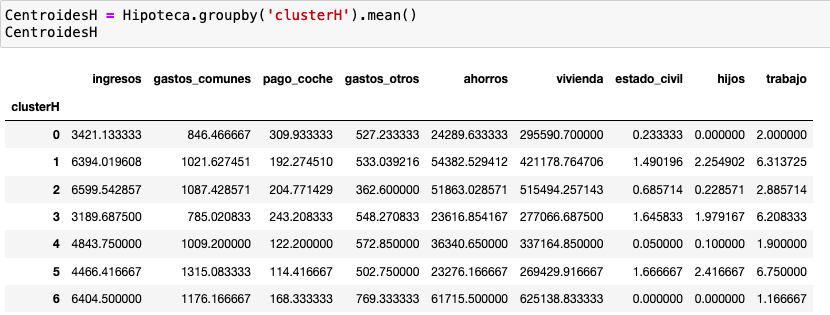 CentroidesH = Hipoteca.groupby('clusterH').mean()
CentroidesH
ingresos gastos_comunes pago_coche gastos_otros ahorros vivienda estado_civil hijos trabajo
clusterH
0 3421.133333 846.466667 309.933333 527.233333 24289.633333 295590.700000 0.233333 0.000000 2.000000
1 6394.019608 1021.627451 192.274510 533.039216 54382.529412 421178.764706 1.490196 2.254902 6.313725
2 6599.542857 1087.428571 204.771429 362.600000 51863.028571 515494.257143 0.685714 0.228571 2.885714
3 3189.687500 785.020833 243.208333 548.270833 23616.854167 277066.687500 1.645833 1.979167 6.208333
4 4843.750000 1009.200000 122.200000 572.850000 36340.650000 337164.850000 0.050000 0.100000 1.900000
5 4466.416667 1315.083333 114.416667 502.750000 23276.166667 269429.916667 1.666667 2.416667 6.750000
6 6404.500000 1176.166667 168.333333 769.333333 61715.500000 625138.833333 0.000000 0.000000 1.166667